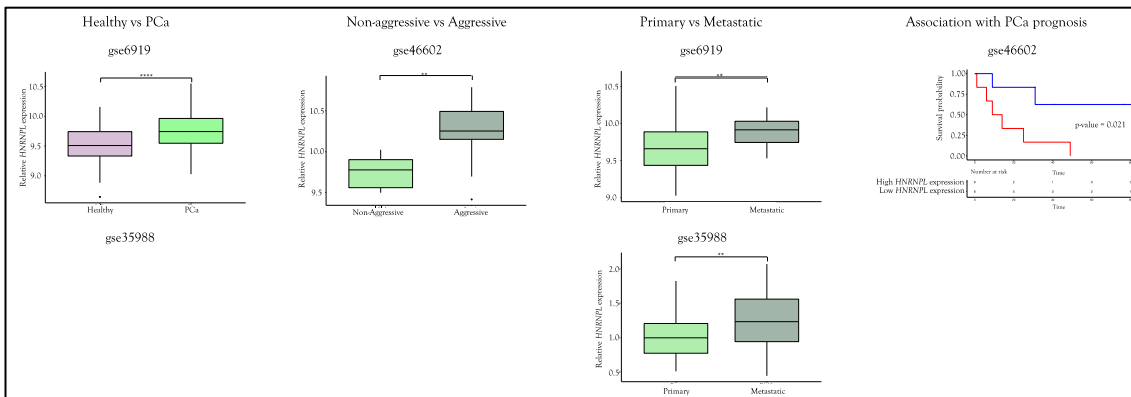 Healthy vs PCa
gse6919
****
Relative HNRNPL expression
10.5
10.0
9.5
9.0
Healthy
PCa
gse35988
Non-aggressive vs Aggressive
gse46602
**
Relative HNRNPL expression
10.5
10.0
9.5
Non-Aggressive
Aggressive
Primary vs Metastatic
gse6919
**
Relative HNRNPL expression
10.5
10.0
9.5
9.0
Primary
Metastatic
gse35988
**
Relative HNRNPL expression
2.0
1.5
1.0
0.5
Primary
Metastatic
Association with PCa prognosis
gse46602
Survival probability
1.00
0.75
0.50
0.25
0.00
p-value = 0.021
Time
Number at risk
High HNRNPL expression
Low HNRNPL expression
Time